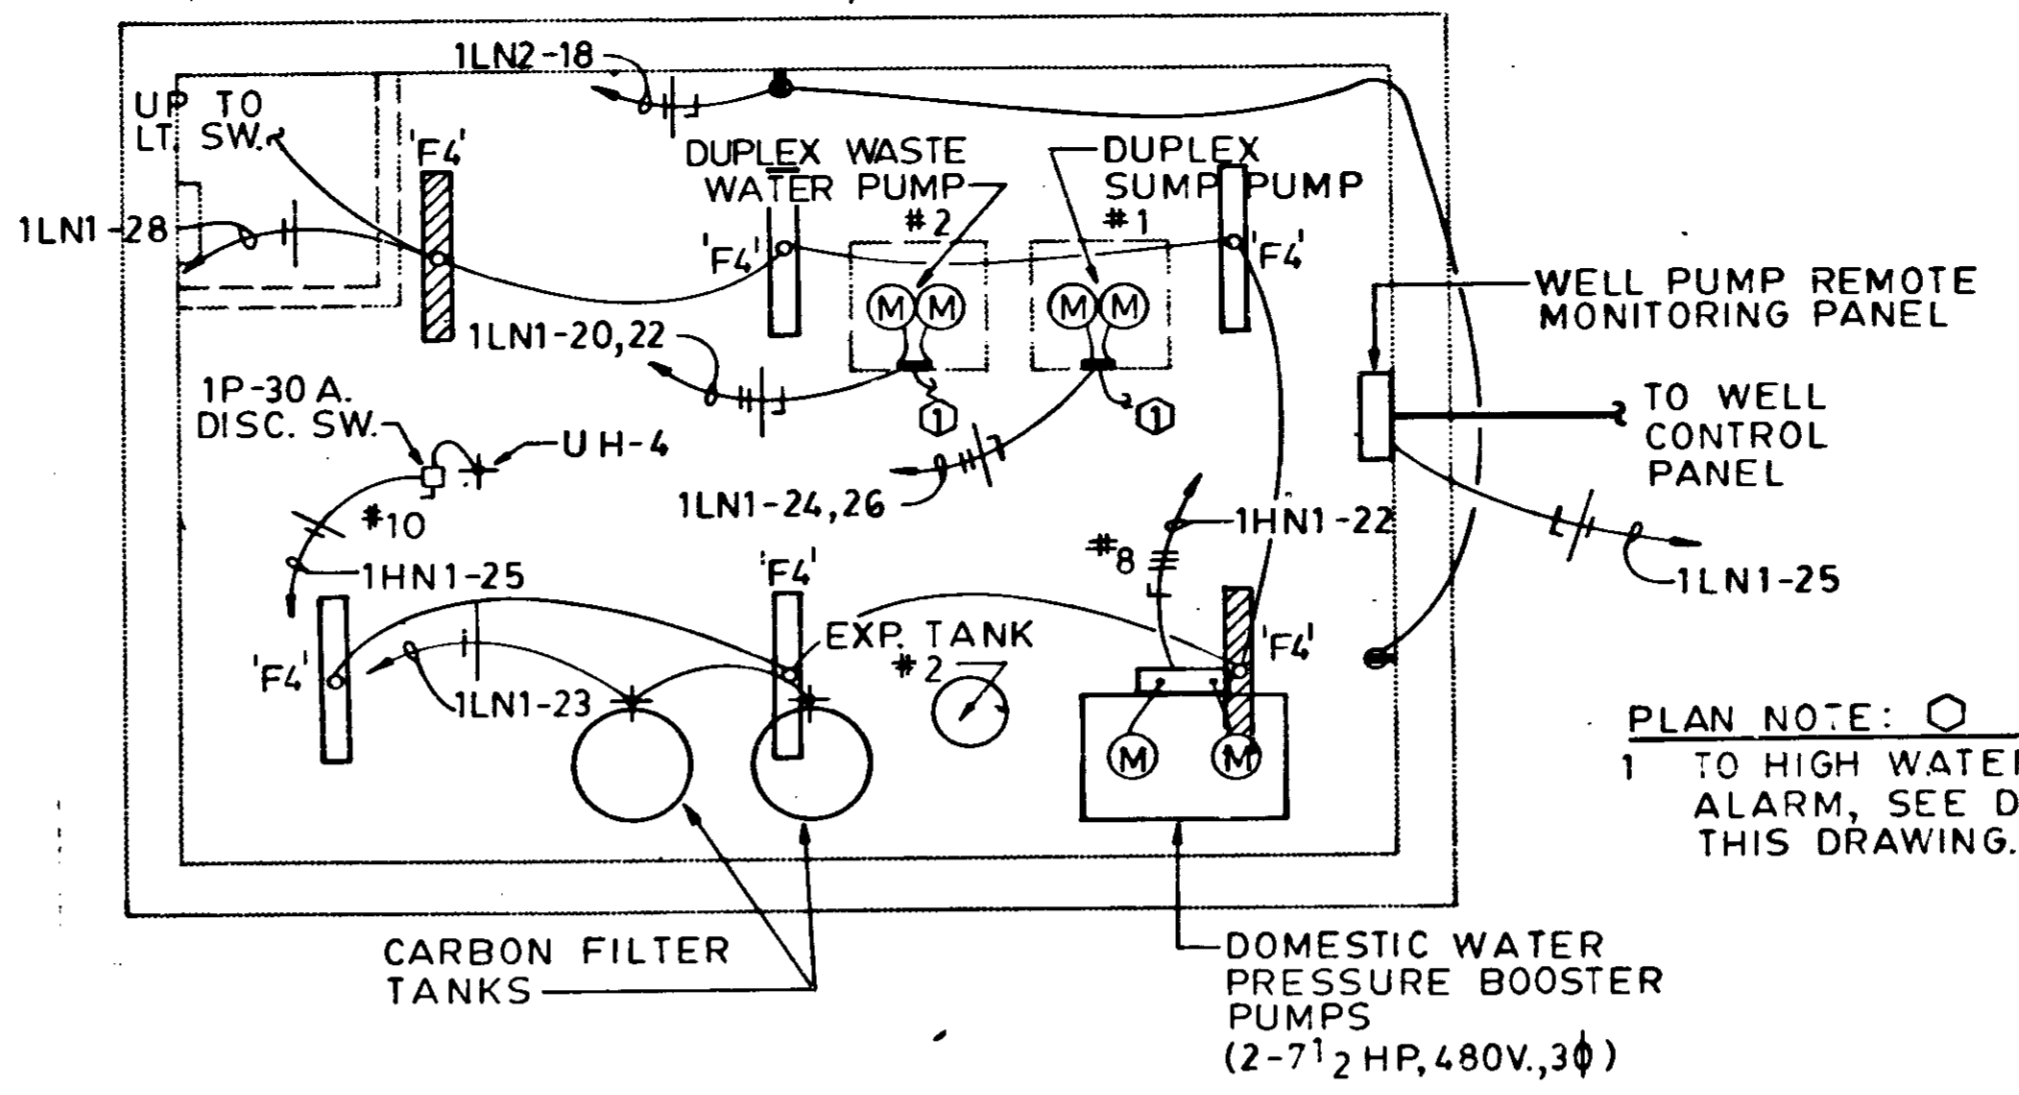 1LN2-18
UP TO
LT. SW.
'F4'
DUPLEX WASTE
WATER PUMP
#2
DUPLEX
SUMP PUMP
#1
1LN1-28
'F4'
'F4'
M M
M M
WELL PUMP REMOTE
MONITORING PANEL
1LN1-20,22
1P-30 A.
DISC. SW.
UH-4
1
1
TO WELL
CONTROL
PANEL
1LN1-24,26
#10
1HN1-22
#8
1HN1-25
'F4'
1LN1-25
EXP. TANK
#2
'F4'
'F4'
1LN1-23
M M
PLAN NOTE:
1 TO HIGH WATER
ALARM, SEE D
THIS DRAWING.
CARBON FILTER
TANKS
DOMESTIC WATER
PRESSURE BOOSTER
PUMPS
(2-7 1/2 HP, 480V., 3ϕ)